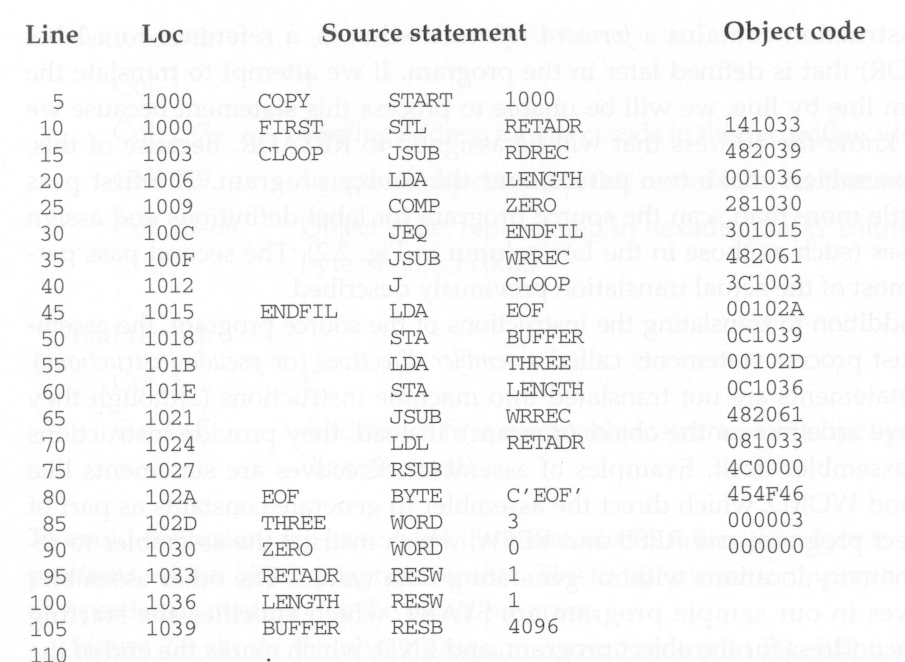 Line Loc Source statement Object code
5 1000 COPY START 1000
10 1000 FIRST STL RETADR 141033
15 1003 CLOOP JSUB RDREC 482039
20 1006 LDA LENGTH 001036
25 1009 COMP ZERO 281030
30 100C JEQ ENDFIL 301015
35 100F JSUB WRREC 482061
40 1012 J CLOOP 3C1003
45 1015 ENDFIL LDA EOF 00102A
50 1018 STA BUFFER 0C1039
55 101B LDA THREE 00102D
60 101E STA LENGTH 0C1036
65 1021 JSUB WRREC 482061
70 1024 LDL RETADR 081033
75 1027 RSUB 4C0000
80 102A EOF BYTE C'EOF' 454F46
85 102D THREE WORD 3 000003
90 1030 ZERO WORD 0 000000
95 1033 RETADR RESW 1
100 1036 LENGTH RESW 1
105 1039 BUFFER RESB 4096
110 .